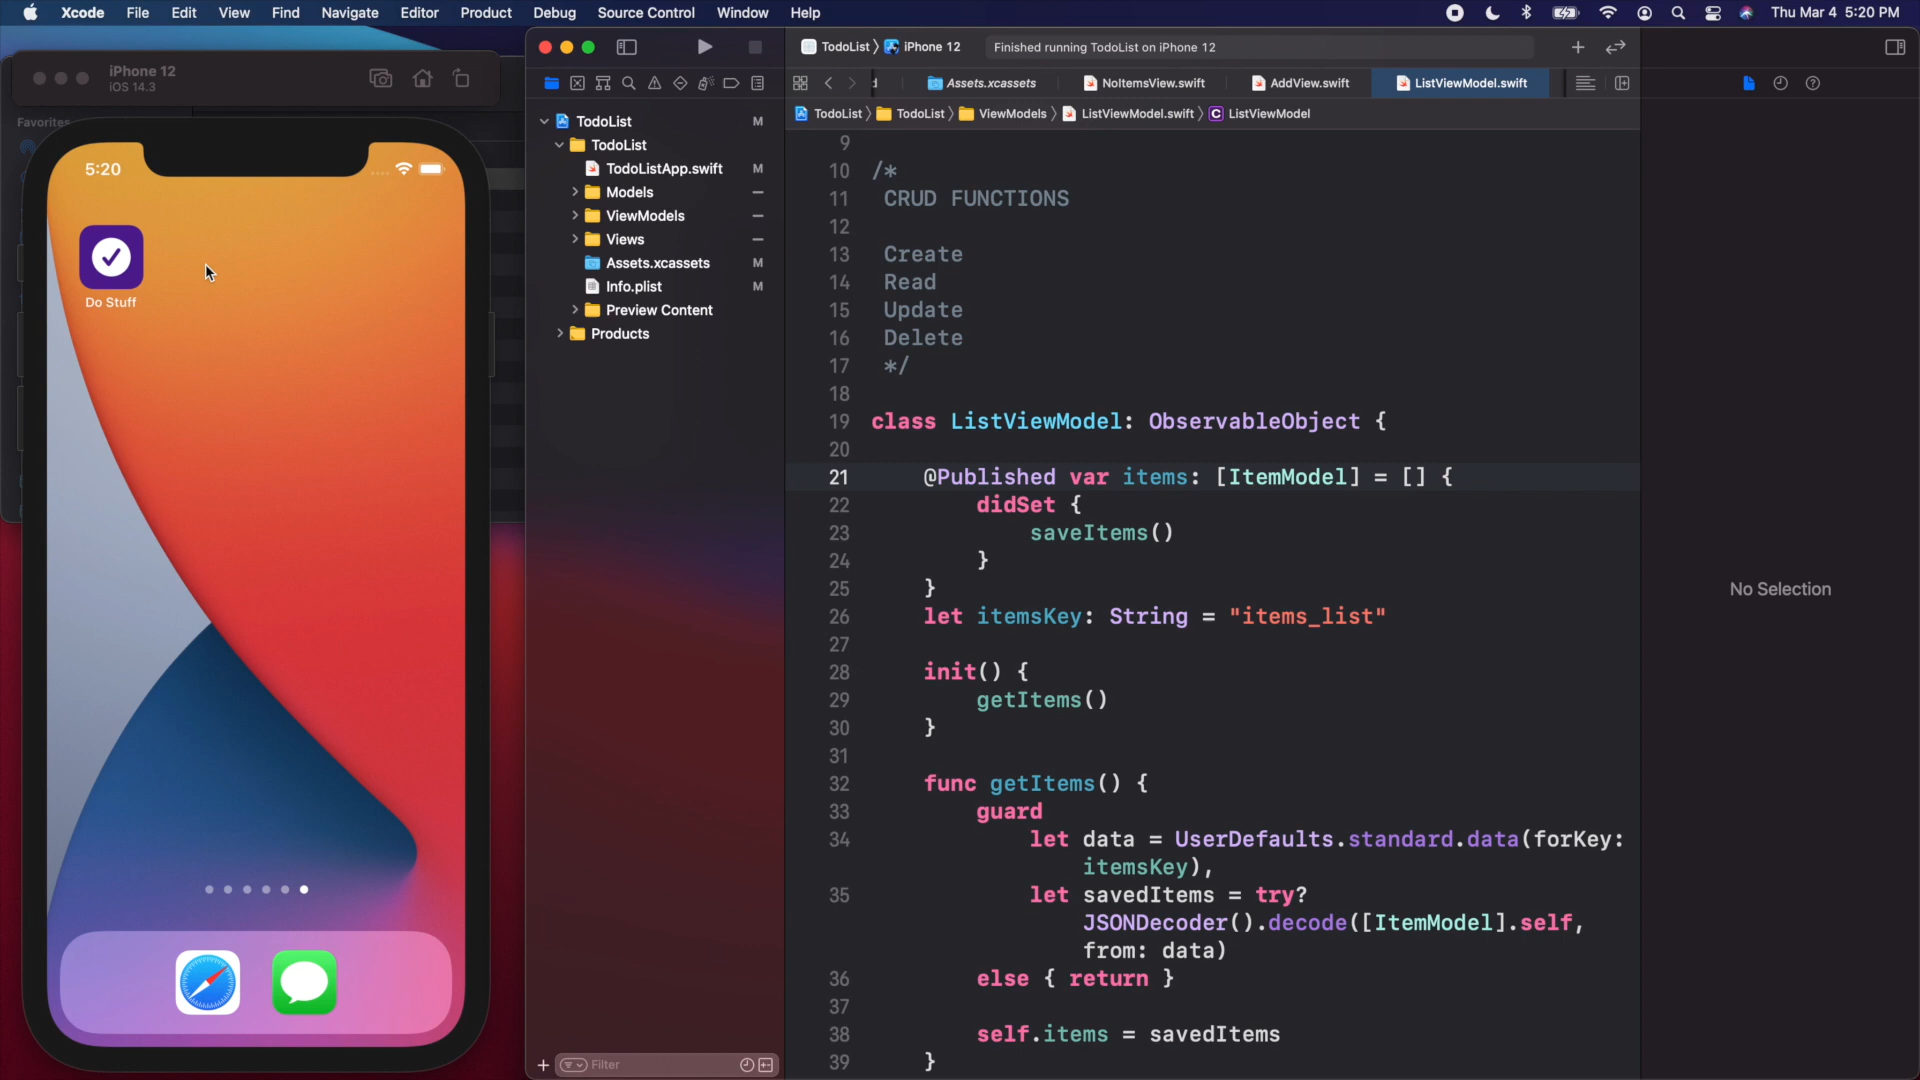 Xcode File Edit View Find Navigate Editor Product Debug Source Control Window Help Thu Mar 4 5:20 PM
iPhone 12
iOS 14.3
Favorites
5:20
Do Stuff
TodoList iPhone 12 Finished running TodoList on iPhone 12
Assets.xcassets NoItemsView.swift AddView.swift ListViewModel.swift
TodoList TodoList ViewModels ListViewModel.swift C ListViewModel
TodoList M
TodoList
TodoListApp.swift M
Models
ViewModels
Views
Assets.xcassets M
Info.plist M
Preview Content
Products
Filter
9
10 /*
11 CRUD FUNCTIONS
12
13 Create
14 Read
15 Update
16 Delete
17 */
18
19 class ListViewModel: ObservableObject {
20
21 @Published var items: [ItemModel] = [] {
22 didSet {
23 saveItems()
24 }
25 }
26 let itemsKey: String = "items_list"
27
28 init() {
29 getItems()
30 }
31
32 func getItems() {
33 guard
34 let data = UserDefaults.standard.data(forKey:
itemsKey),
35 let savedItems = try?
JSONDecoder().decode([ItemModel].self,
from: data)
36 else { return }
37
38 self.items = savedItems
39 }
No Selection